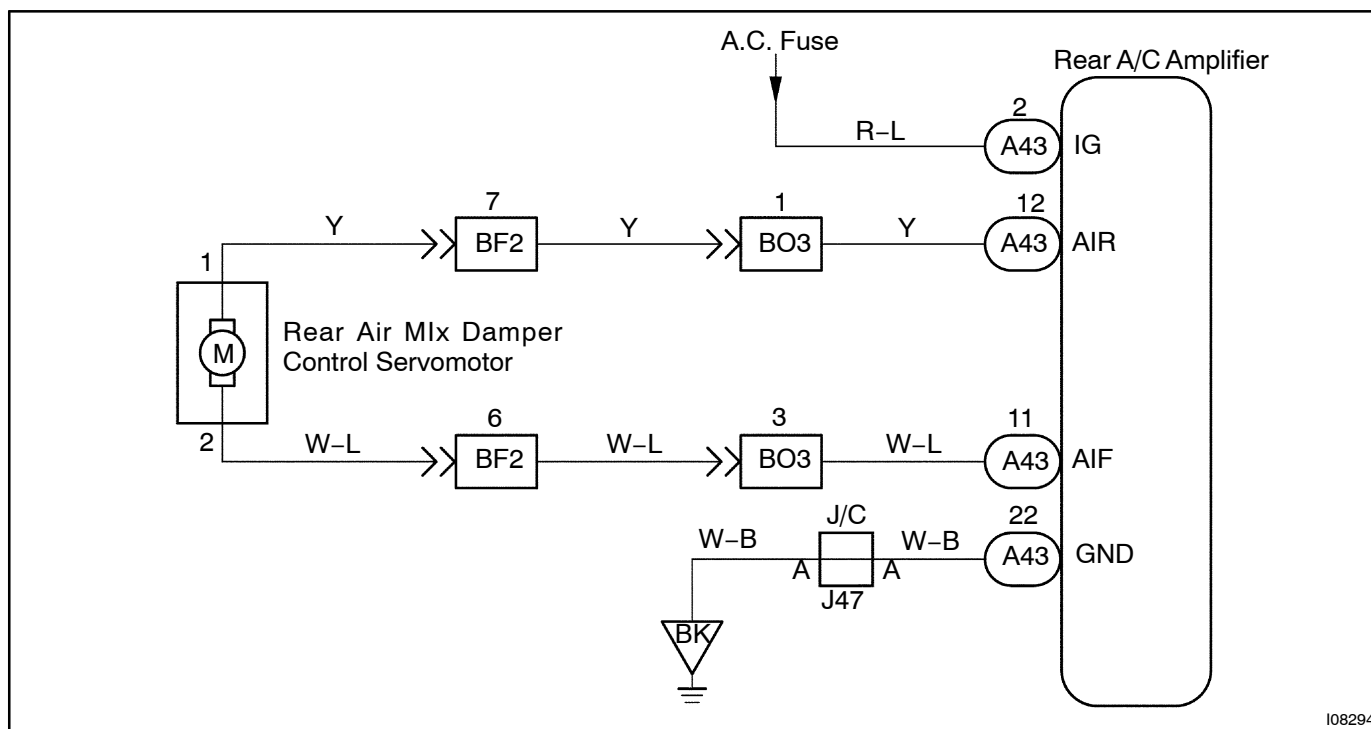 A.C. Fuse
Rear A/C Amplifier
2
R–L
A43
IG
7
1
12
Y
Y
Y
1
BF2
BO3
A43
AIR
M
Rear Air MIx Damper
Control Servomotor
2
6
3
11
W–L
W–L
W–L
BF2
BO3
A43
AIF
J/C
22
W–B
W–B
A
A
A43
GND
J47
BK
I08294